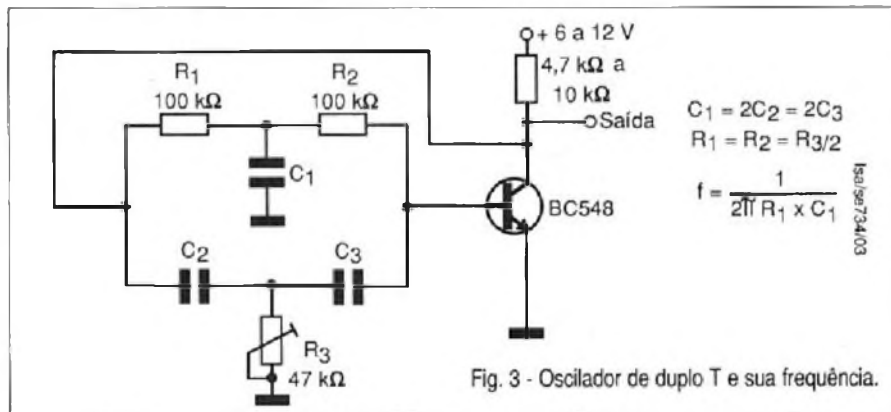 + 6 a 12 V
4,7 kΩ a
10 kΩ
Saída
BC548
R1
100 kΩ
R2
100 kΩ
C1
C2
C3
R3
47 kΩ
C1 = 2C2 = 2C3
R1 = R2 = R3/2
f = 1
2π R1 x C1
Isa/se734/03
Fig. 3 - Oscilador de duplo T e sua frequência.